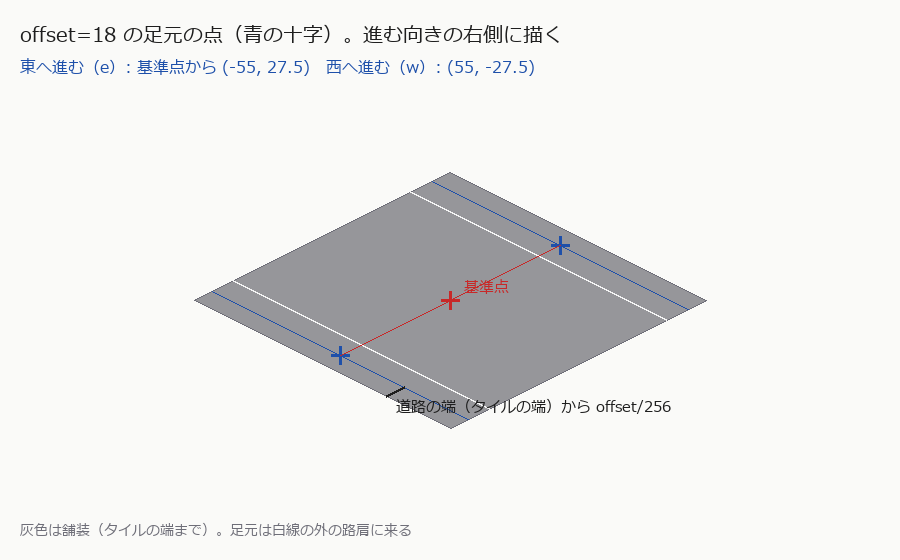 offset=18 の足元の点（青の十字）。進む向きの右側に描く
東へ進む（e）: 基準点から (-55, 27.5)　西へ進む（w）: (55, -27.5)
基準点
道路の端（タイルの端）から offset/256
灰色は舗装（タイルの端まで）。足元は白線の外の路肩に来る